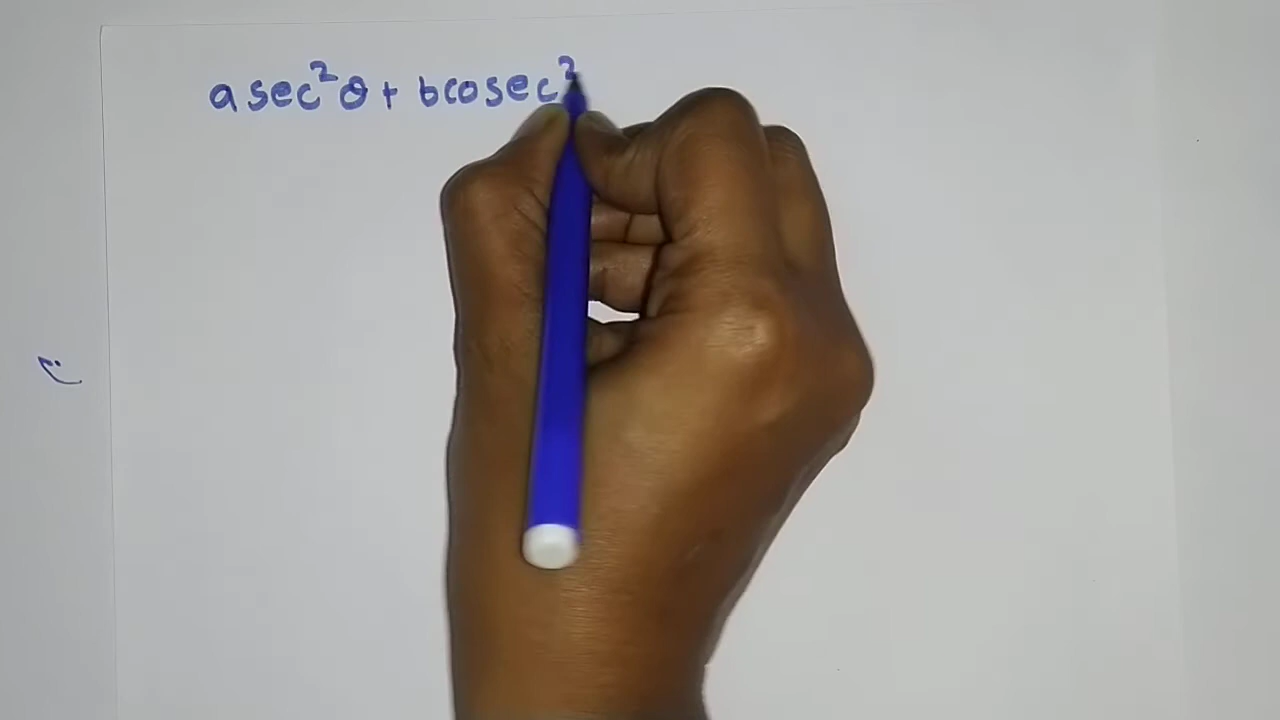 a sec²θ + b cosec²